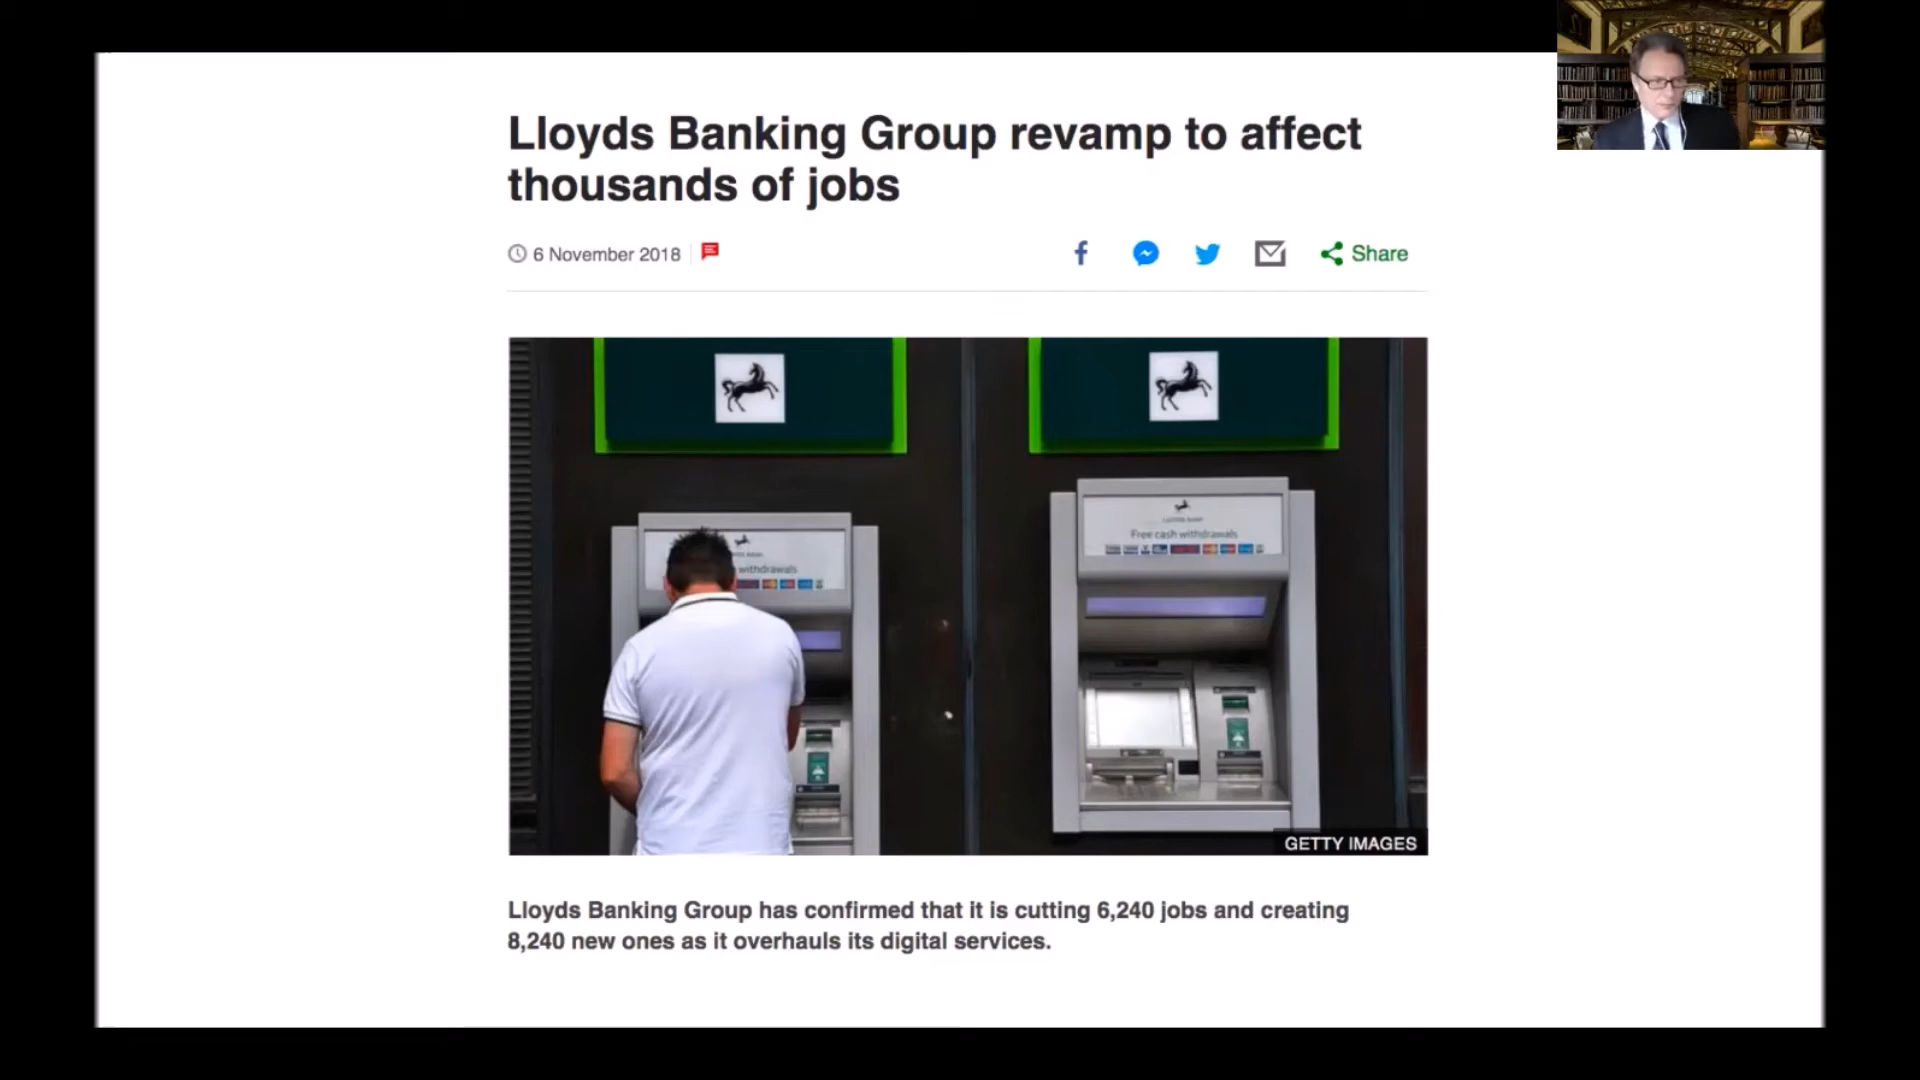 Lloyds Banking Group revamp to affect
thousands of jobs
6 November 2018
Share
withdrawals
Free cash withdrawals
GETTY IMAGES
Lloyds Banking Group has confirmed that it is cutting 6,240 jobs and creating
8,240 new ones as it overhauls its digital services.